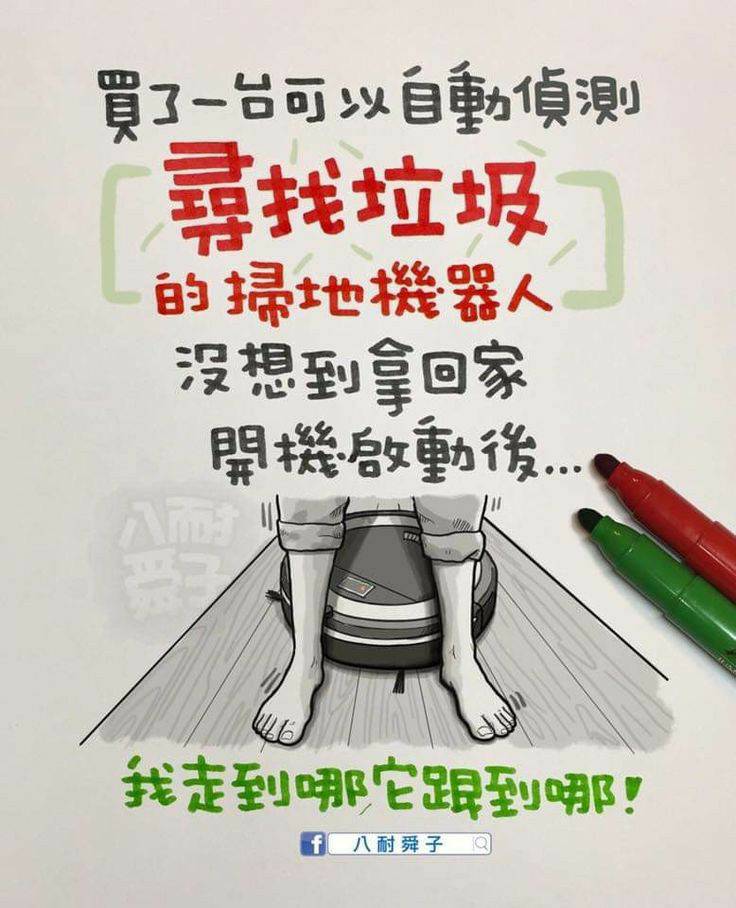 買了一台可以自動偵測
尋找垃圾
的掃地機器人
沒想到拿回家
開機啟動後...
八耐
舜子
我走到哪它跟到哪!
f 八耐舜子